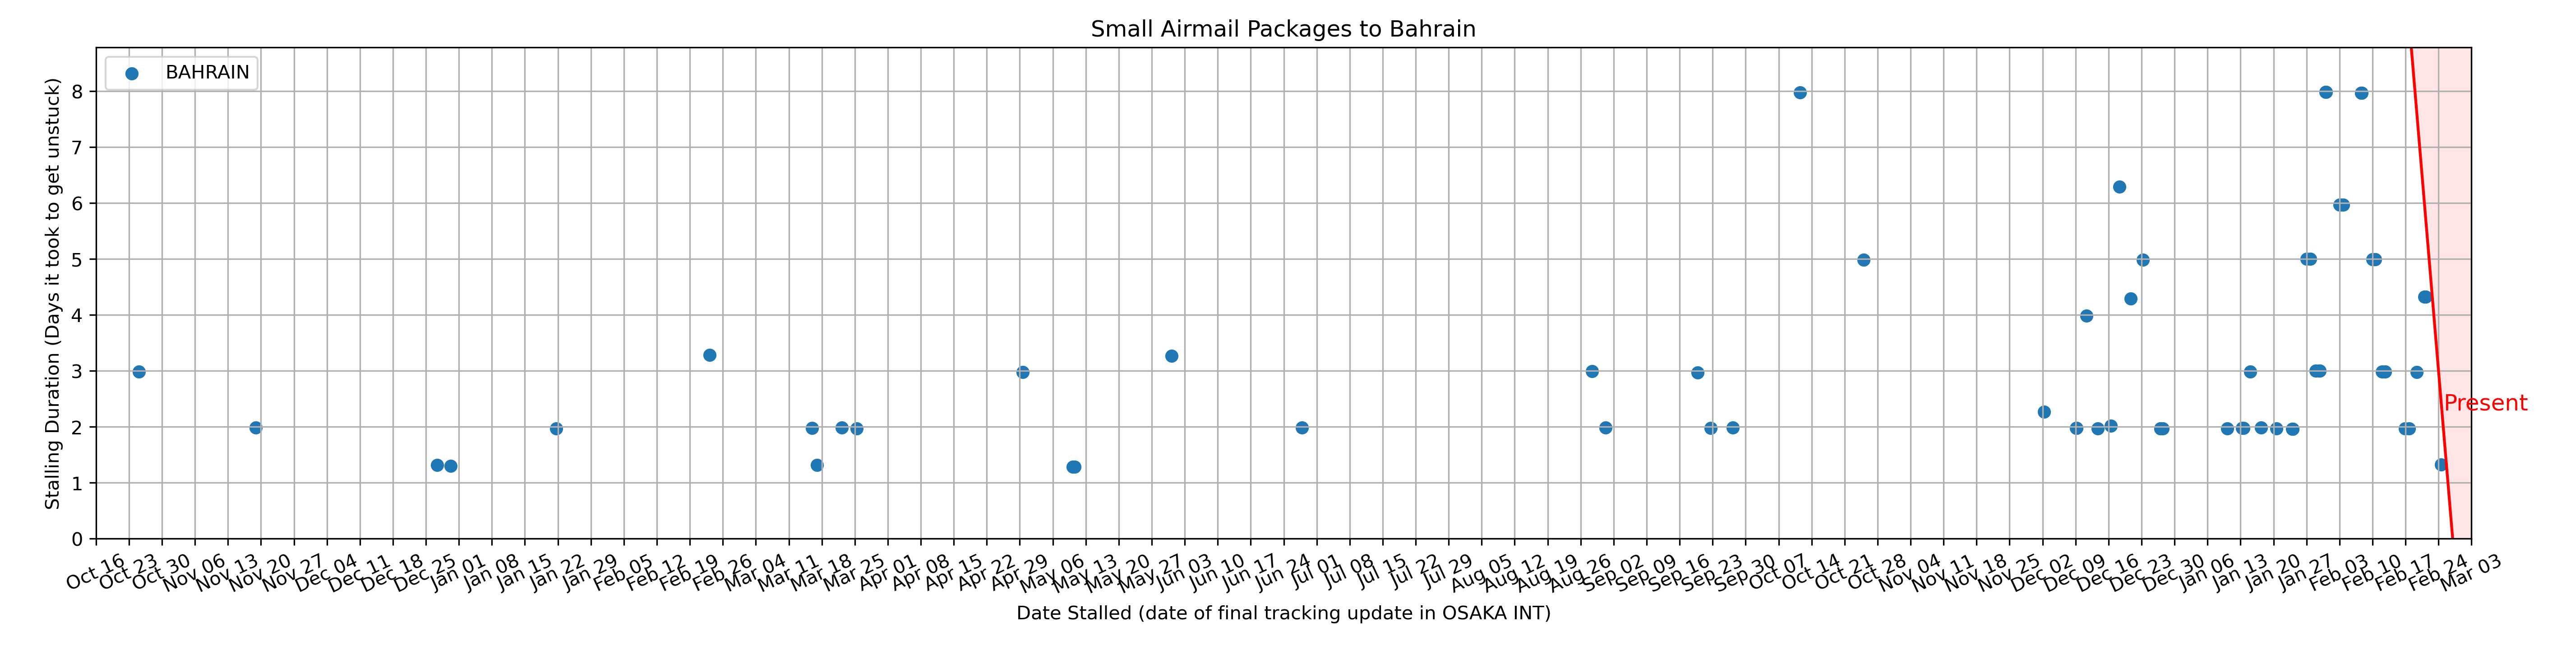 Small Airmail Packages to Bahrain
BAHRAIN
Stalling Duration (Days it took to get unstuck)
8
7
6
5
4
3
2
1
0
Present
Oct 16 Oct 23 Oct 30 Nov 06 Nov 13 Nov 20 Nov 27 Dec 04 Dec 11 Dec 18 Dec 25 Jan 01 Jan 08 Jan 15 Jan 22 Jan 29 Feb 05 Feb 12 Feb 19 Feb 26 Mar 04 Mar 11 Mar 18 Mar 25 Apr 01 Apr 08 Apr 15 Apr 22 Apr 29 May 06 May 13 May 20 May 27 Jun 03 Jun 10 Jun 17 Jun 24 Jul 01 Jul 08 Jul 15 Jul 22 Jul 29 Aug 05 Aug 12 Aug 19 Aug 26 Sep 02 Sep 09 Sep 16 Sep 23 Sep 30 Oct 07 Oct 14 Oct 21 Oct 28 Nov 04 Nov 11 Nov 18 Nov 25 Dec 02 Dec 09 Dec 16 Dec 23 Dec 30 Jan 06 Jan 13 Jan 20 Jan 27 Feb 03 Feb 10 Feb 17 Feb 24 Mar 03
Date Stalled (date of final tracking update in OSAKA INT)